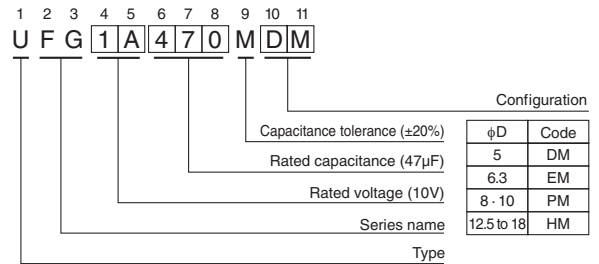 1 2 3 4 5 6 7 8 9 10 11
U F G 1 A 4 7 0 M D M
Configuration
Capacitance tolerance (±20%)
Rated capacitance (47µF)
Rated voltage (10V)
Series name
Type
ϕD Code
5 DM
6.3 EM
8 · 10 PM
12.5 to 18 HM